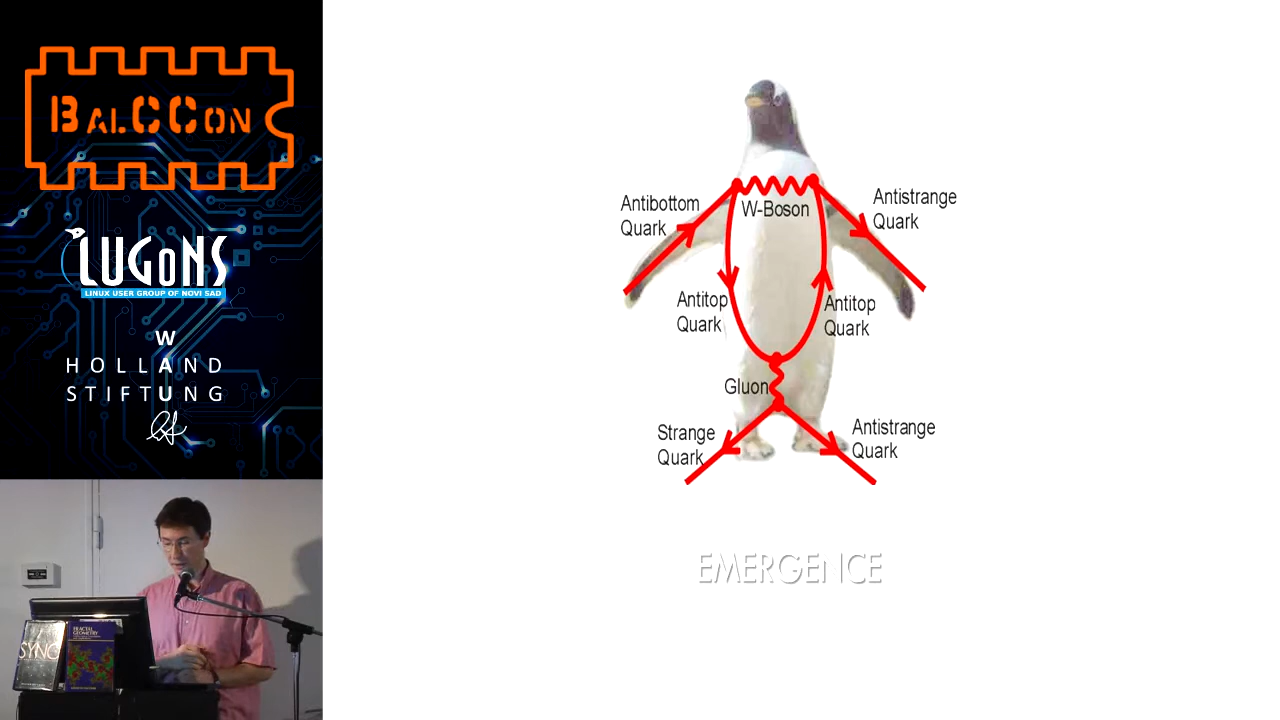 BALCCON
LUGONS
LINUX USER GROUP OF NOVI SAD
W
HOLLAND
A
STIFTUNG
Antibottom
Quark
W-Boson
Antistrange
Quark
Antitop
Quark
Antitop
Quark
Gluon
Strange
Quark
Antistrange
Quark
EMERGENCE
SYNC
FRACTAL
GEOMETRY